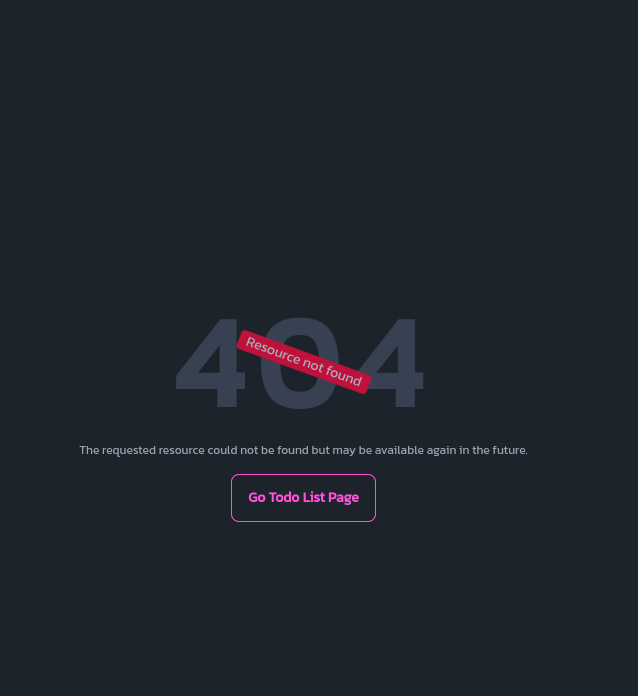 404
Resource not found
The requested resource could not be found but may be available again in the future.
Go Todo List Page